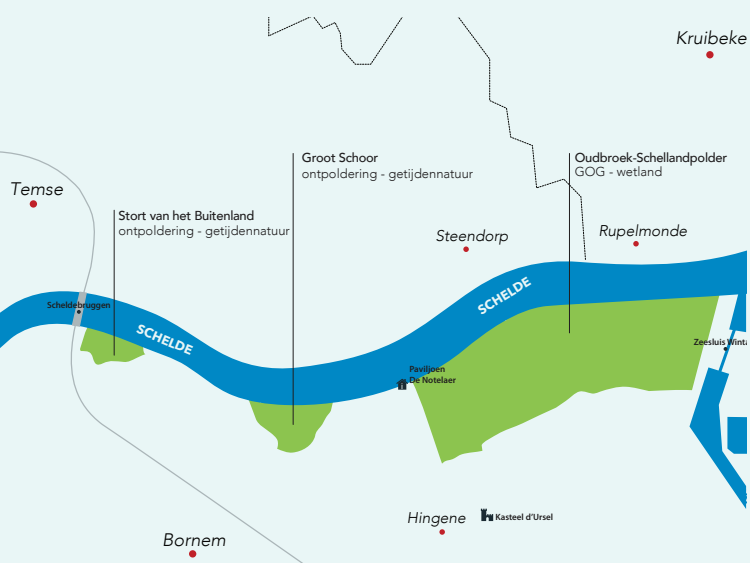 Kruibeke
Groot Schoor
ontpoldering - getijdennatuur
Oudbroek-Schellandpolder
GOG - wetland
Temse
Stort van het Buitenland
ontpoldering - getijdennatuur
Steendorp
Rupelmonde
Scheldebruggen
SCHELDE
SCHELDE
Zeesluis Wint
Paviljoen
De Notelaer
Hingene
Kasteel d'Ursel
Bornem